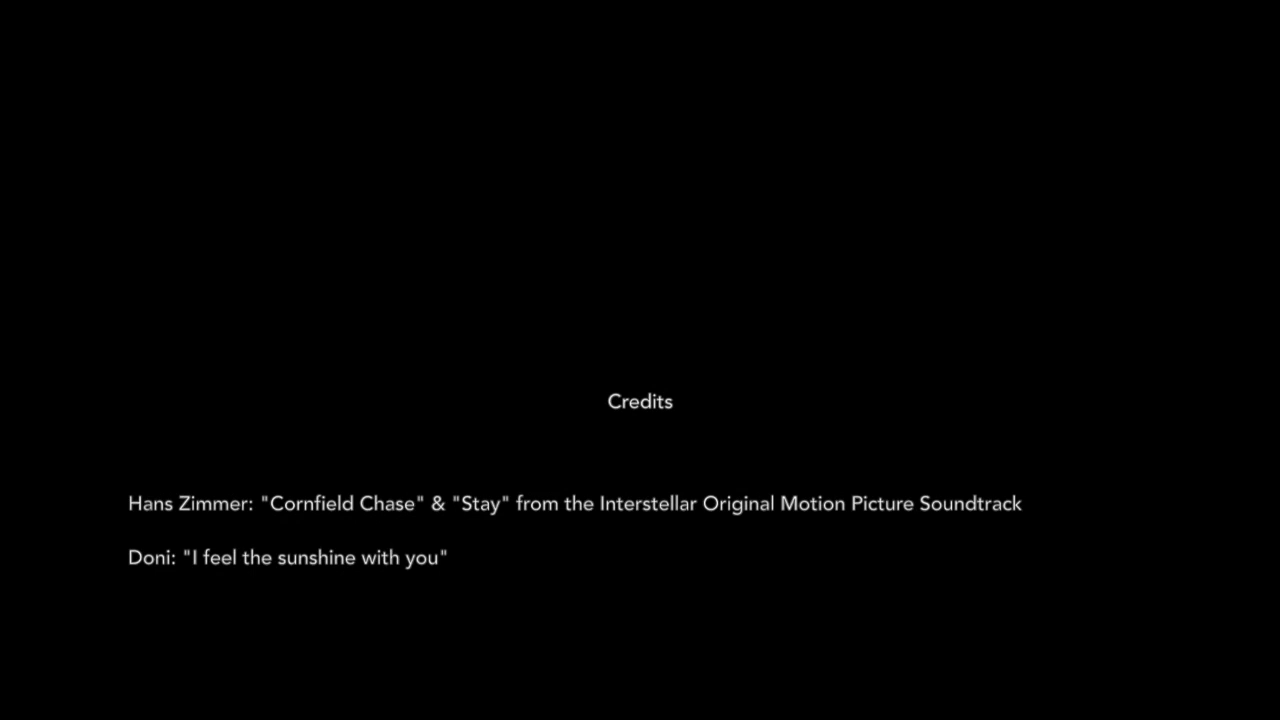 Credits
Hans Zimmer: "Cornfield Chase" & "Stay" from the Interstellar Original Motion Picture Soundtrack
Doni: "I feel the sunshine with you"